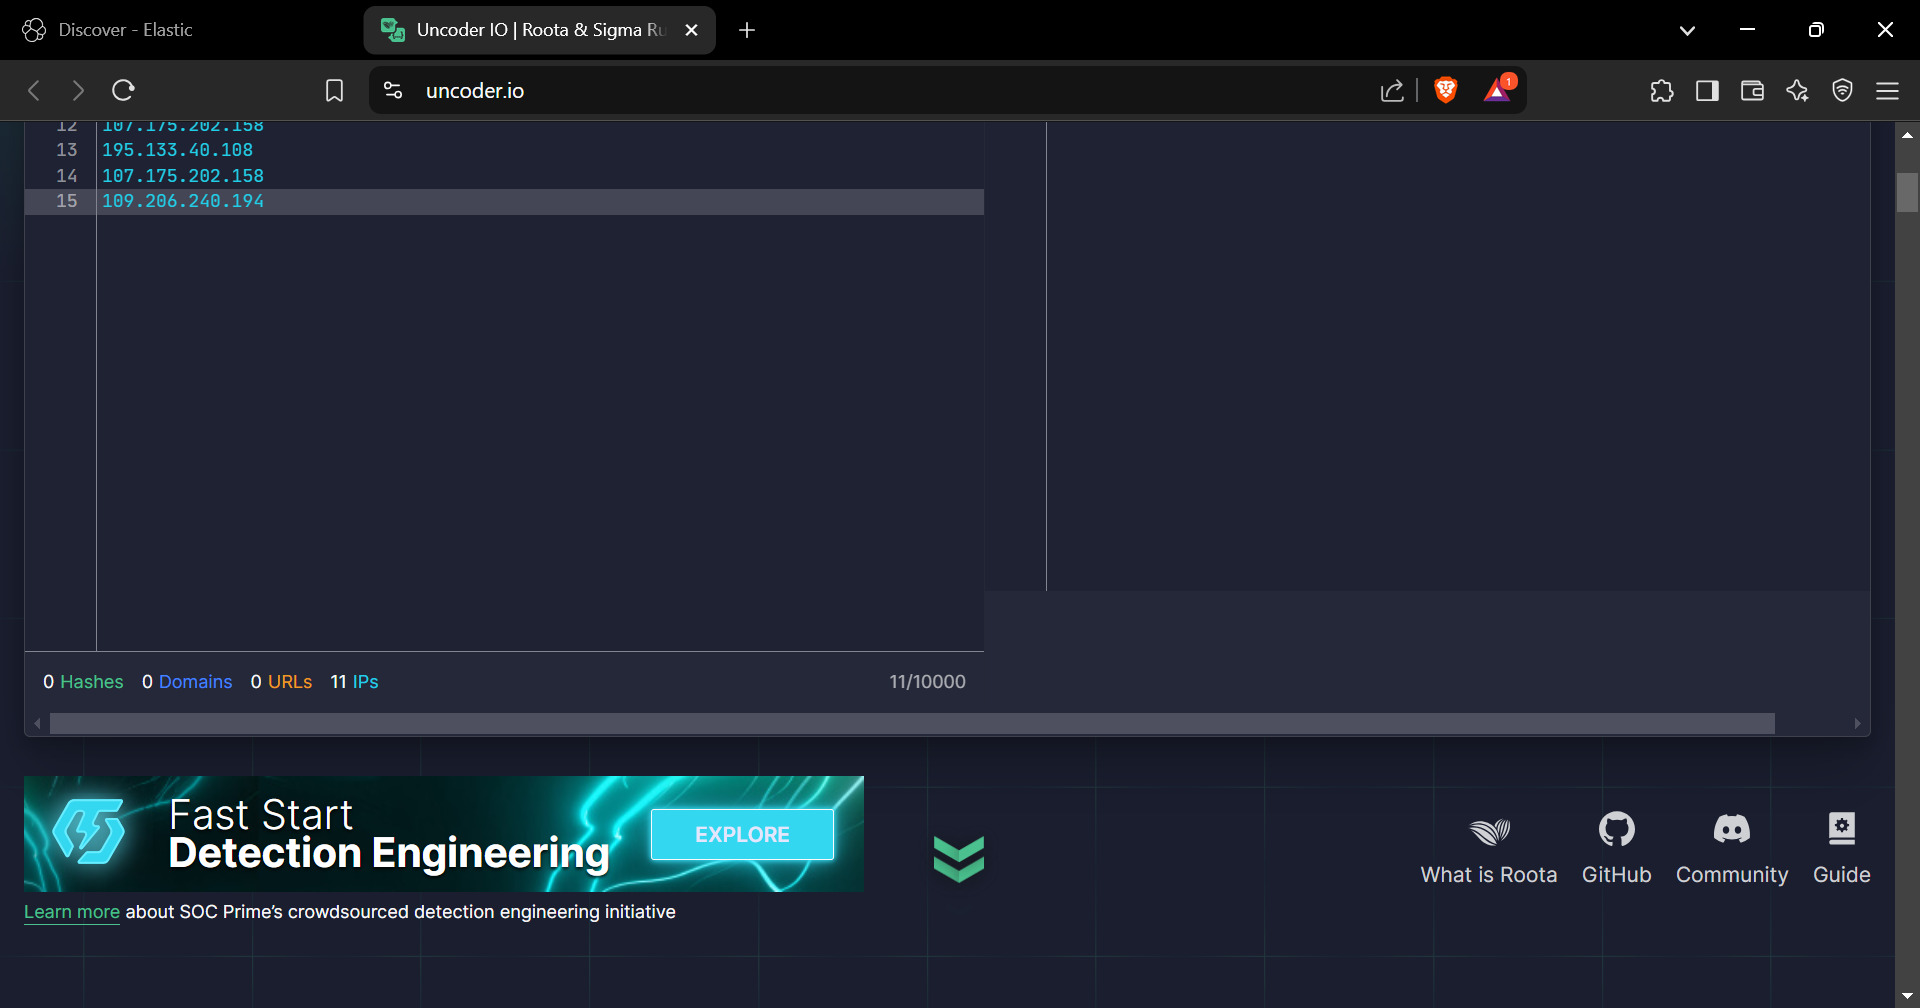 Discover - Elastic
Uncoder IO | Roota & Sigma Ru
uncoder.io
1
12 107.175.202.158
13 195.133.40.108
14 107.175.202.158
15 109.206.240.194
0 Hashes 0 Domains 0 URLs 11 IPs 11/10000
Fast Start
Detection Engineering
EXPLORE
What is Roota GitHub Community Guide
Learn more about SOC Prime's crowdsourced detection engineering initiative